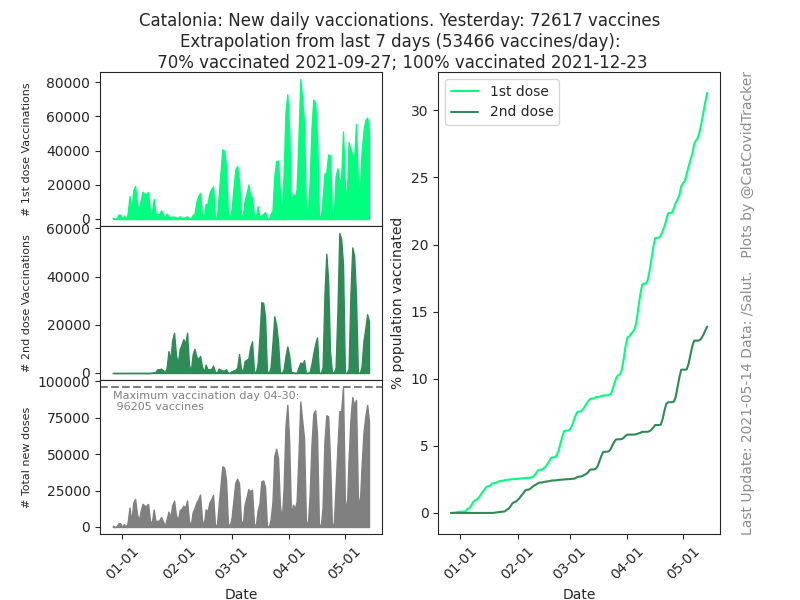 Catalonia: New daily vaccionations. Yesterday: 72617 vaccines
Extrapolation from last 7 days (53466 vaccines/day):
70% vaccinated 2021-09-27; 100% vaccinated 2021-12-23
# 1st dose Vaccinations
80000
60000
40000
20000
0
# 2nd dose Vaccinations
60000
40000
20000
0
# Total new doses
100000
75000
50000
25000
0
Maximum vaccination day 04-30:
96205 vaccines
01-01
02-01
03-01
04-01
05-01
Date
% population vaccinated
30
25
20
15
10
5
0
1st dose
2nd dose
01-01
02-01
03-01
04-01
05-01
Date
Last Update: 2021-05-14 Data: /Salut. Plots by @CatCovidTracker